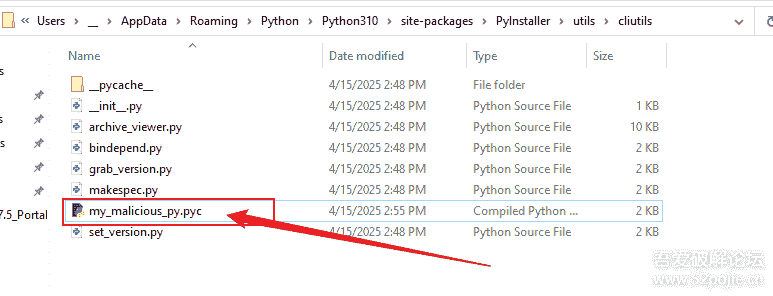 « Users › __ › AppData › Roaming › Python › Python310 › site-packages › PyInstaller › utils › cliutils
Name Date modified Type Size
__pycache__ 4/15/2025 2:48 PM File folder
__init__.py 4/15/2025 2:48 PM Python Source File 1 KB
archive_viewer.py 4/15/2025 2:48 PM Python Source File 10 KB
bindepend.py 4/15/2025 2:48 PM Python Source File 2 KB
grab_version.py 4/15/2025 2:48 PM Python Source File 2 KB
makespec.py 4/15/2025 2:48 PM Python Source File 2 KB
7.5_Portal my_malicious_py.pyc 4/15/2025 2:55 PM Compiled Python ... 2 KB
set_version.py 4/15/2025 2:48 PM Python Source File 2 KB
吾爱破解论坛
www.52pojie.cn